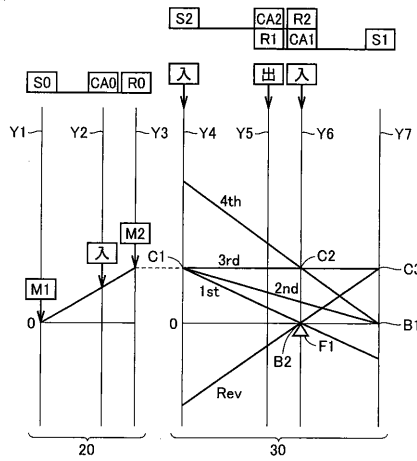 S2 CA2 R2
R1 CA1 S1
S0 CA0 R0
入 出 入
Y1 Y2 Y3 Y4 Y5 Y6 Y7
4th
M2
入
C1 3rd C2 C3
M1
1st 2nd
0 0 B1
F1
B2
Rev
20 30